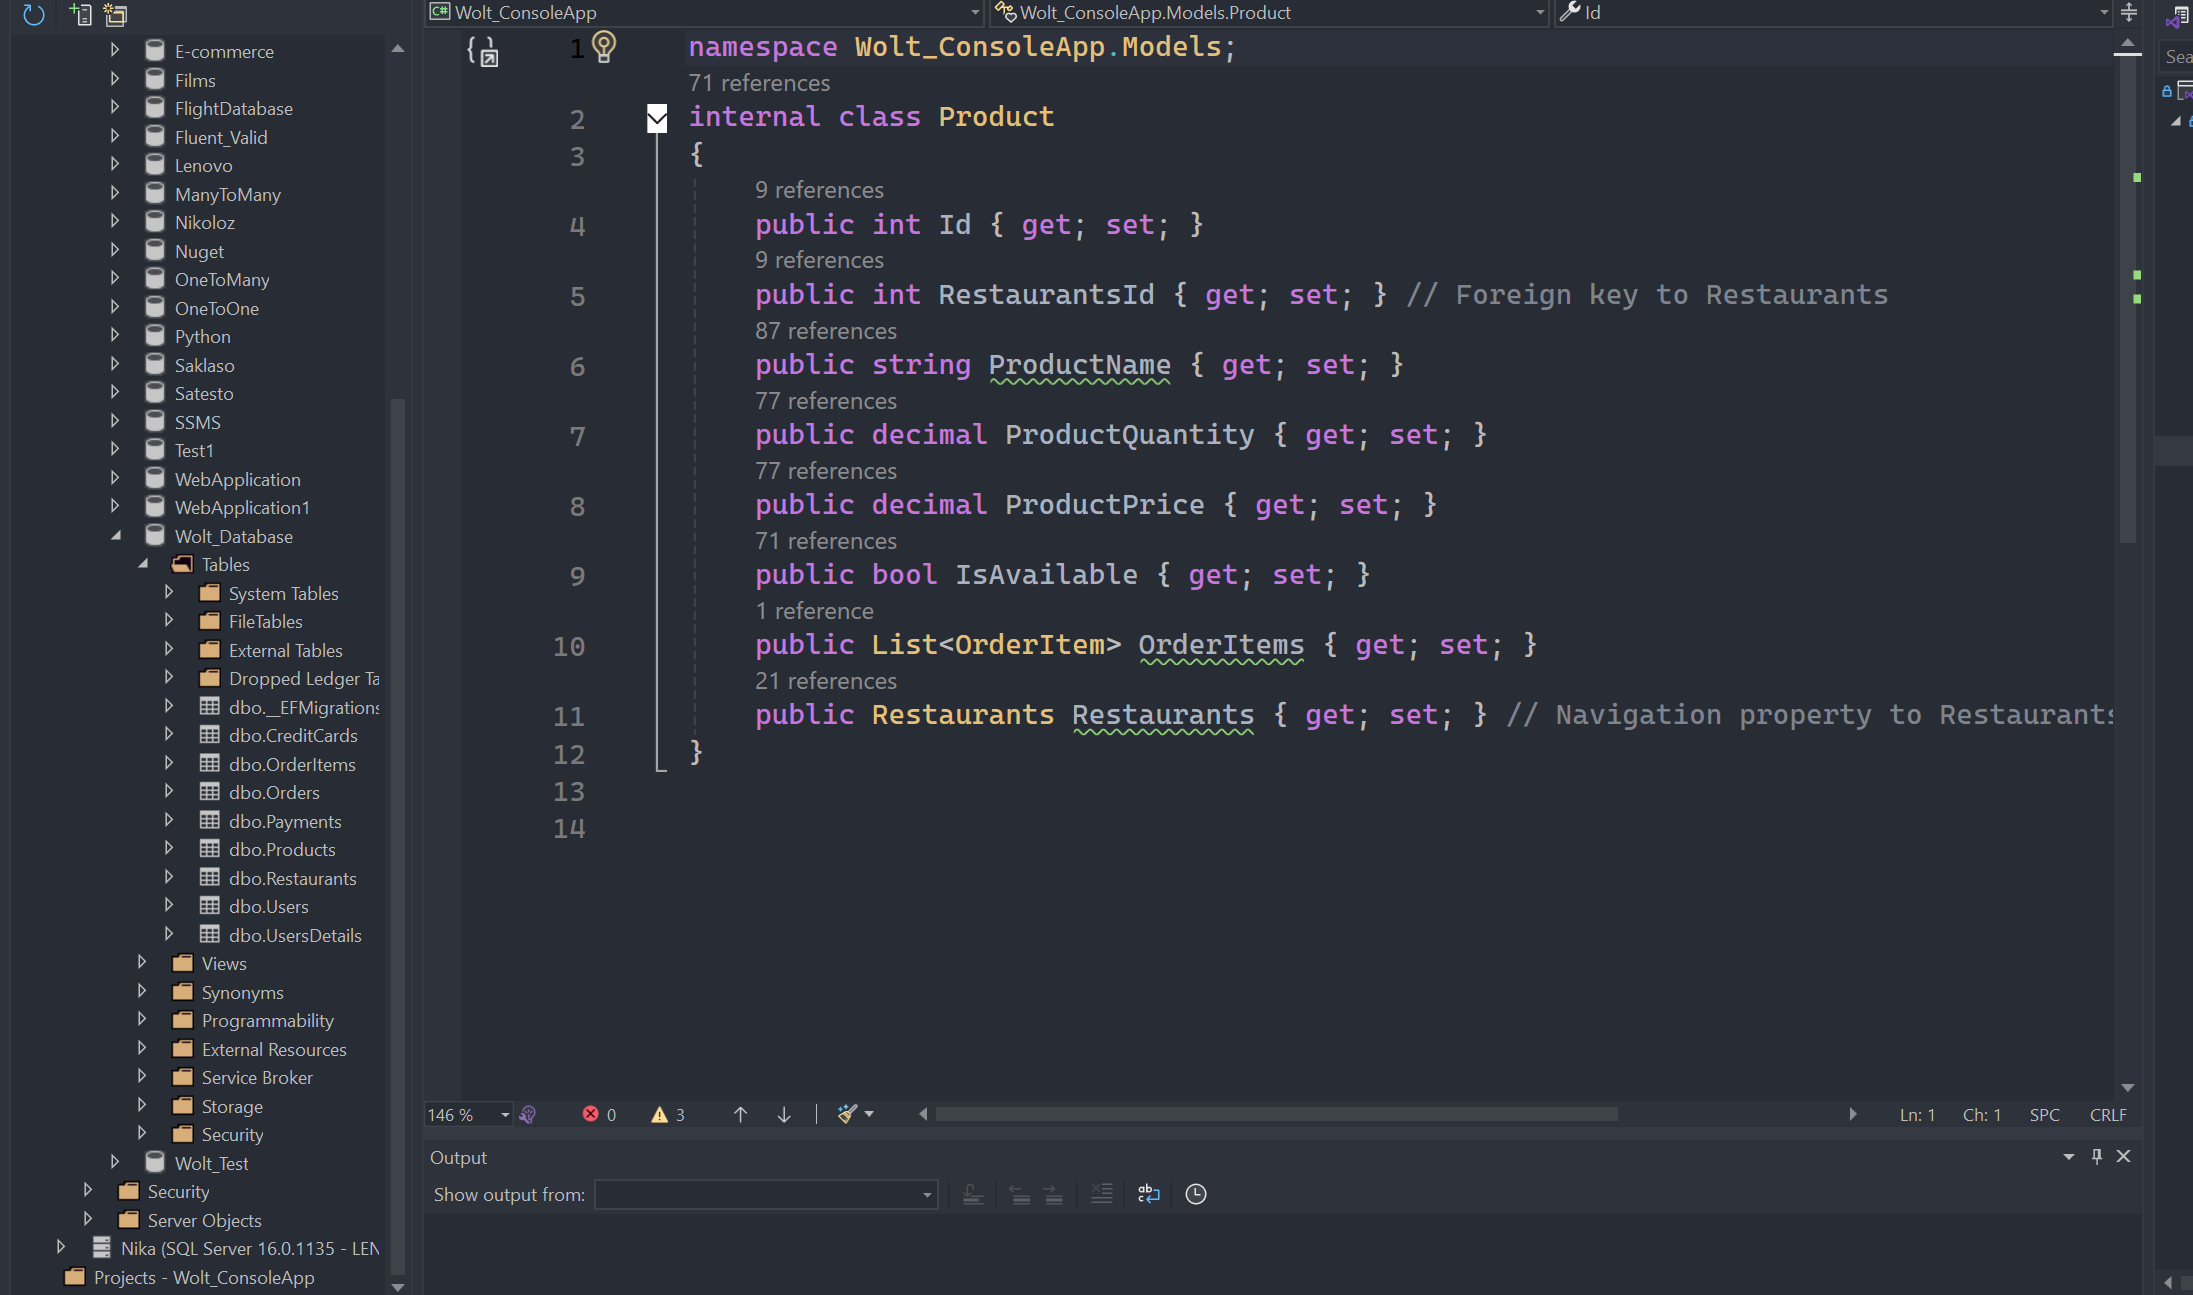 E-commerce
Films
FlightDatabase
Fluent_Valid
Lenovo
ManyToMany
Nikoloz
Nuget
OneToMany
OneToOne
Python
Saklaso
Satesto
SSMS
Test1
WebApplication
WebApplication1
Wolt_Database
Tables
System Tables
FileTables
External Tables
Dropped Ledger Ta
dbo.__EFMigrations
dbo.CreditCards
dbo.OrderItems
dbo.Orders
dbo.Payments
dbo.Products
dbo.Restaurants
dbo.Users
dbo.UsersDetails
Views
Synonyms
Programmability
External Resources
Service Broker
Storage
Security
Wolt_Test
Security
Server Objects
Nika (SQL Server 16.0.1135 - LEN
Projects - Wolt_ConsoleApp
C# Wolt_ConsoleApp Wolt_ConsoleApp.Models.Product Id
1 namespace Wolt_ConsoleApp.Models;
71 references
2 internal class Product
3 {
9 references
4 public int Id { get; set; }
9 references
5 public int RestaurantsId { get; set; } // Foreign key to Restaurants
87 references
6 public string ProductName { get; set; }
77 references
7 public decimal ProductQuantity { get; set; }
77 references
8 public decimal ProductPrice { get; set; }
71 references
9 public bool IsAvailable { get; set; }
1 reference
10 public List<OrderItem> OrderItems { get; set; }
21 references
11 public Restaurants Restaurants { get; set; } // Navigation property to Restaurants
12 }
13
14
146 % 0 3 Ln: 1 Ch: 1 SPC CRLF
Output
Show output from:
Sea